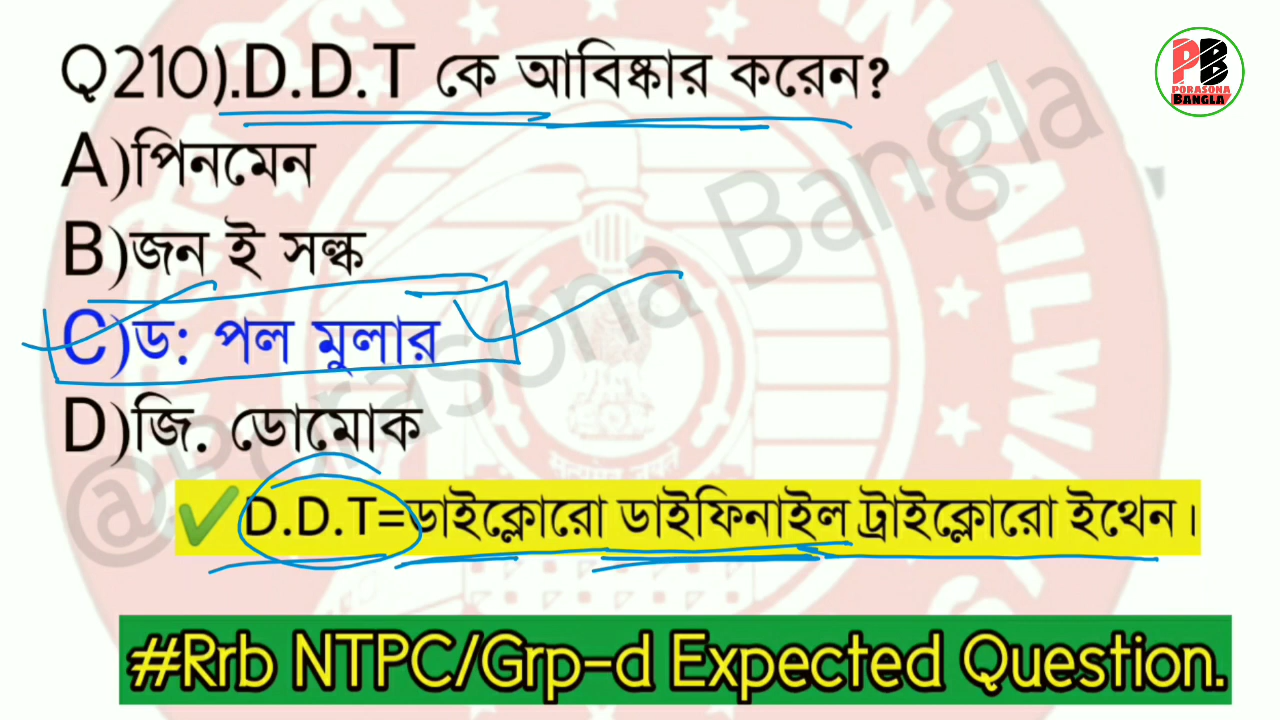 Q210).D.D.T কে আবিষ্কার করেন?
PB
PORASONA
BANGLA
A)পিনমেন
B)জন ই সল্ক
C)ড: পল মুলার
D)জি. ডোমোক
@Porasona Bangla
✔D.D.T=ডাইক্লোরো ডাইফিনাইল ট্রাইক্লোরো ইথেন।
#Rrb NTPC/Grp-d Expected Question.